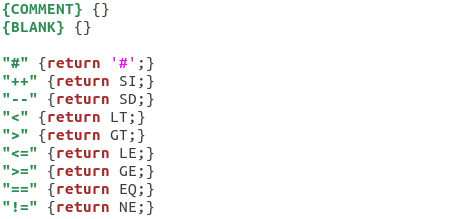 {COMMENT} {}
{BLANK} {}

"#" {return '#';}
"++" {return SI;}
"--" {return SD;}
"<" {return LT;}
">" {return GT;}
"<=" {return LE;}
">=" {return GE;}
"==" {return EQ;}
"!=" {return NE;}